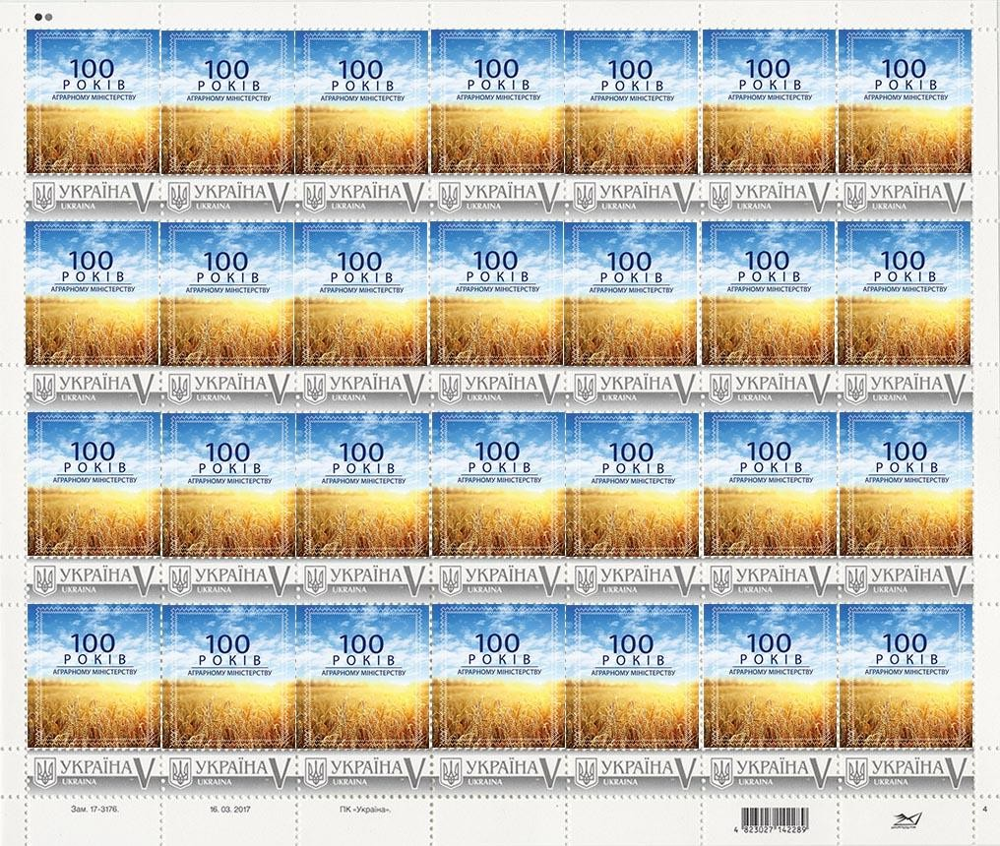 100 100 100 100 100 100 100
РОКІВ РОКІВ РОКІВ РОКІВ РОКІВ РОКІВ РОКІВ
АГРАРНОМУ МІНІСТЕРСТВУ АГРАРНОМУ МІНІСТЕРСТВУ АГРАРНОМУ МІНІСТЕРСТВУ АГРАРНОМУ МІНІСТЕРСТВУ АГРАРНОМУ МІНІСТЕРСТВУ АГРАРНОМУ МІНІСТЕРСТВУ АГРАРНОМУ МІНІСТЕРСТВУ
УКРАЇНА V УКРАЇНА V УКРАЇНА V УКРАЇНА V УКРАЇНА V УКРАЇНА V УКРАЇНА V
UKRAINA UKRAINA UKRAINA UKRAINA UKRAINA UKRAINA UKRAINA
100 100 100 100 100 100 100
РОКІВ РОКІВ РОКІВ РОКІВ РОКІВ РОКІВ РОКІВ
АГРАРНОМУ МІНІСТЕРСТВУ АГРАРНОМУ МІНІСТЕРСТВУ АГРАРНОМУ МІНІСТЕРСТВУ АГРАРНОМУ МІНІСТЕРСТВУ АГРАРНОМУ МІНІСТЕРСТВУ АГРАРНОМУ МІНІСТЕРСТВУ АГРАРНОМУ МІНІСТЕРСТВУ
УКРАЇНА V УКРАЇНА V УКРАЇНА V УКРАЇНА V УКРАЇНА V УКРАЇНА V УКРАЇНА V
UKRAINA UKRAINA UKRAINA UKRAINA UKRAINA UKRAINA UKRAINA
100 100 100 100 100 100 100
РОКІВ РОКІВ РОКІВ РОКІВ РОКІВ РОКІВ РОКІВ
АГРАРНОМУ МІНІСТЕРСТВУ АГРАРНОМУ МІНІСТЕРСТВУ АГРАРНОМУ МІНІСТЕРСТВУ АГРАРНОМУ МІНІСТЕРСТВУ АГРАРНОМУ МІНІСТЕРСТВУ АГРАРНОМУ МІНІСТЕРСТВУ АГРАРНОМУ МІНІСТЕРСТВУ
УКРАЇНА V УКРАЇНА V УКРАЇНА V УКРАЇНА V УКРАЇНА V УКРАЇНА V УКРАЇНА V
UKRAINA UKRAINA UKRAINA UKRAINA UKRAINA UKRAINA UKRAINA
100 100 100 100 100 100 100
РОКІВ РОКІВ РОКІВ РОКІВ РОКІВ РОКІВ РОКІВ
АГРАРНОМУ МІНІСТЕРСТВУ АГРАРНОМУ МІНІСТЕРСТВУ АГРАРНОМУ МІНІСТЕРСТВУ АГРАРНОМУ МІНІСТЕРСТВУ АГРАРНОМУ МІНІСТЕРСТВУ АГРАРНОМУ МІНІСТЕРСТВУ АГРАРНОМУ МІНІСТЕРСТВУ
УКРАЇНА V УКРАЇНА V УКРАЇНА V УКРАЇНА V УКРАЇНА V УКРАЇНА V УКРАЇНА V
UKRAINA UKRAINA UKRAINA UKRAINA UKRAINA UKRAINA UKRAINA
Зам. 17-3176. 16. 03. 2017 ПК «Україна». 4
4 823027 142289